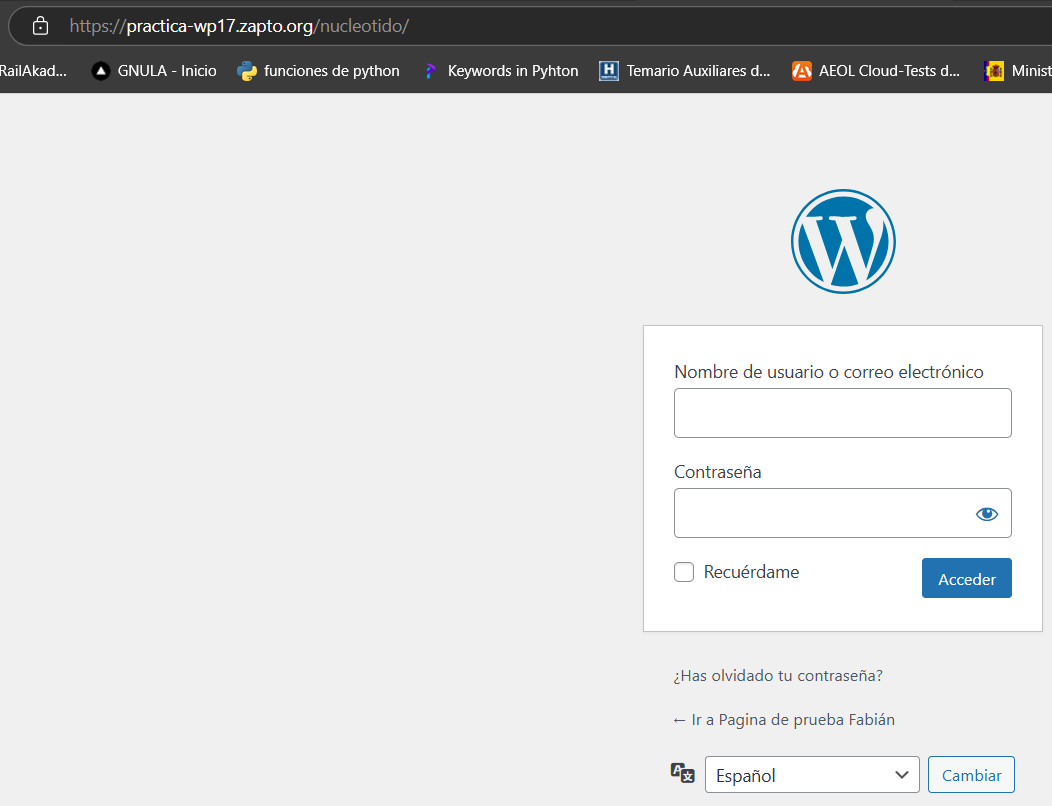 https://practica-wp17.zapto.org/nucleotido/
RailAkad... GNULA - Inicio funciones de python Keywords in Pyhton Temario Auxiliares d... AEOL Cloud-Tests d... Minist
Nombre de usuario o correo electrónico
Contraseña
Recuérdame Acceder
¿Has olvidado tu contraseña?
← Ir a Pagina de prueba Fabián
Español Cambiar